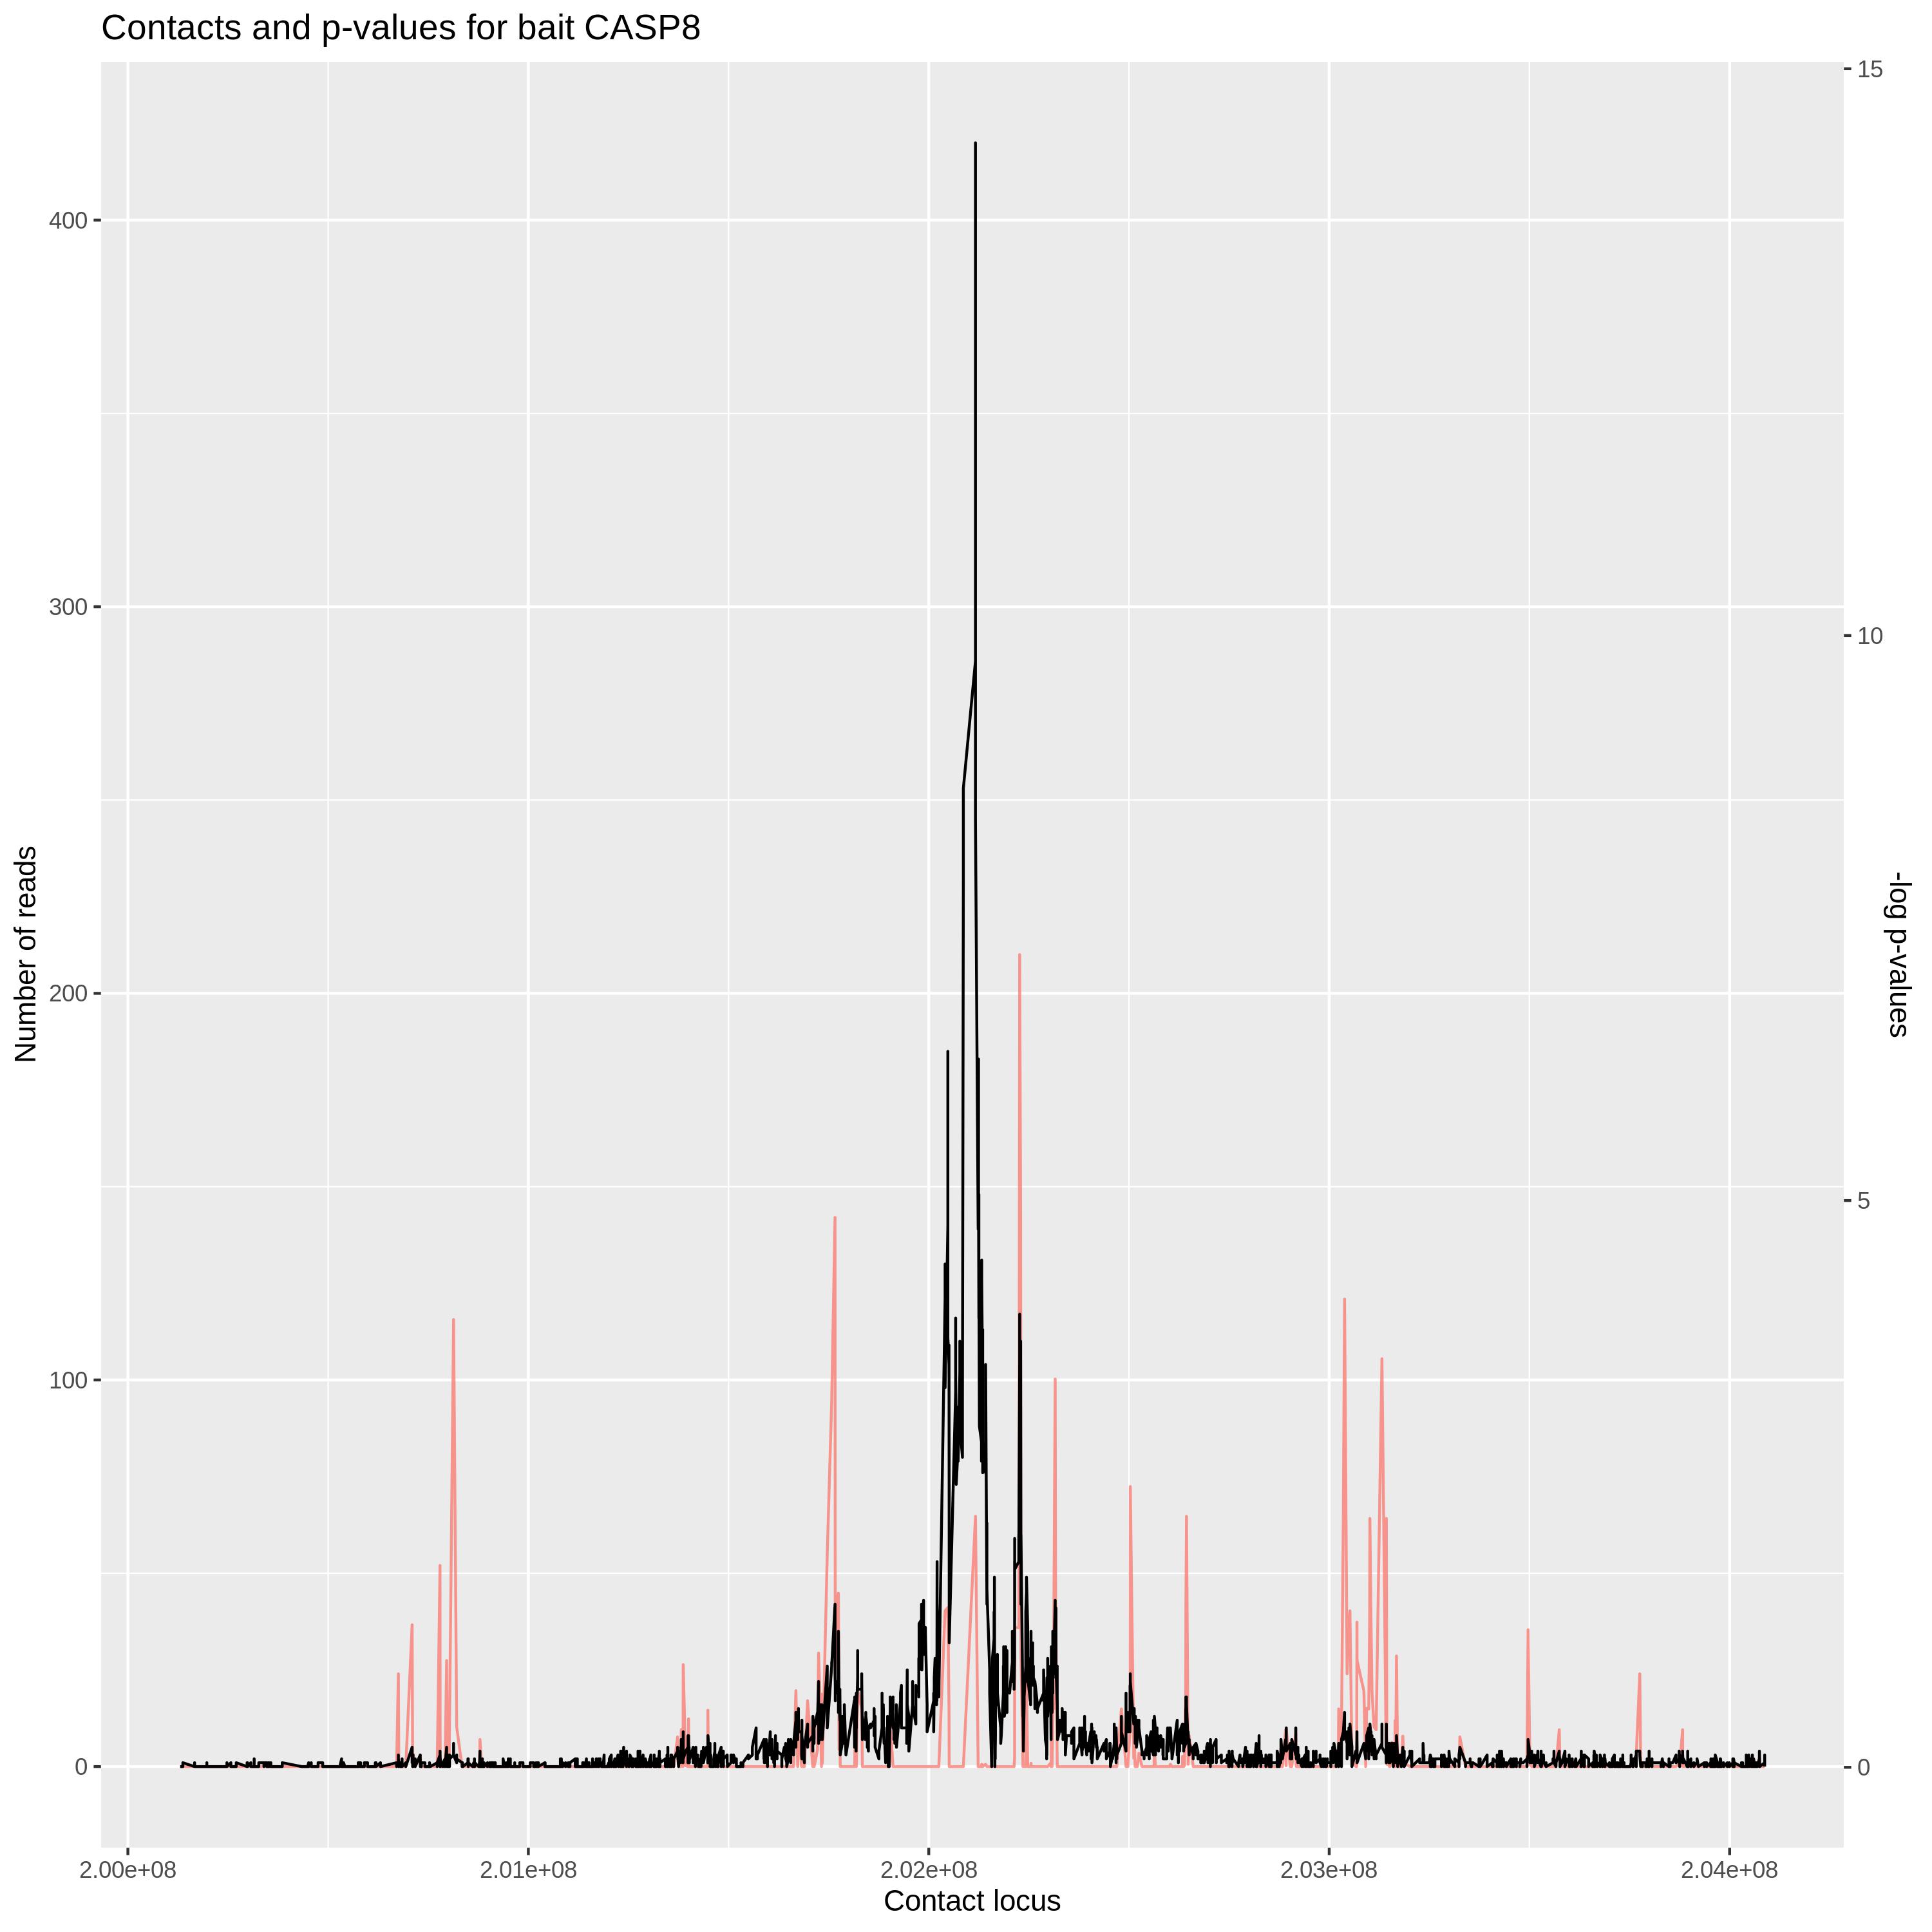 Contacts and p-values for bait CASP8
15
400
300
10
Number of reads
-log p-values
200
5
100
0
0
2.00e+08
2.01e+08
2.02e+08
2.03e+08
2.04e+08
Contact locus